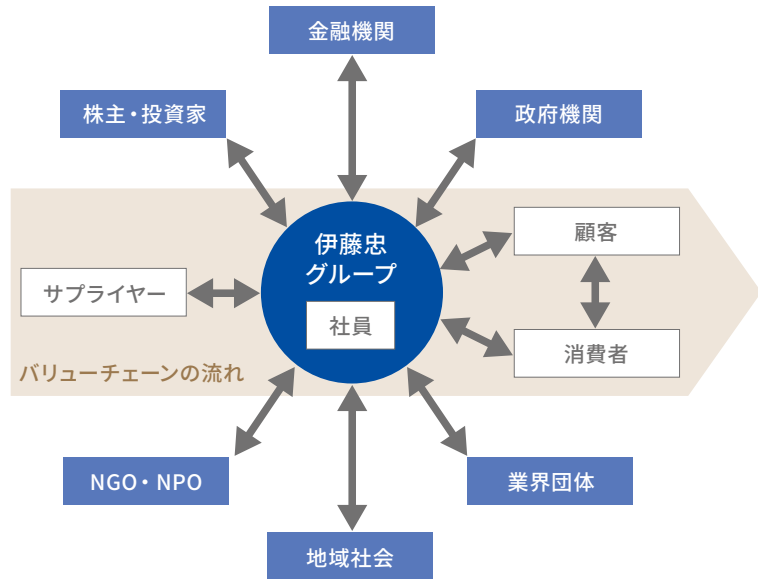 金融機関
株主・投資家
政府機関
伊藤忠
グループ
社員
顧客
サプライヤー
消費者
バリューチェーンの流れ
NGO・NPO
業界団体
地域社会